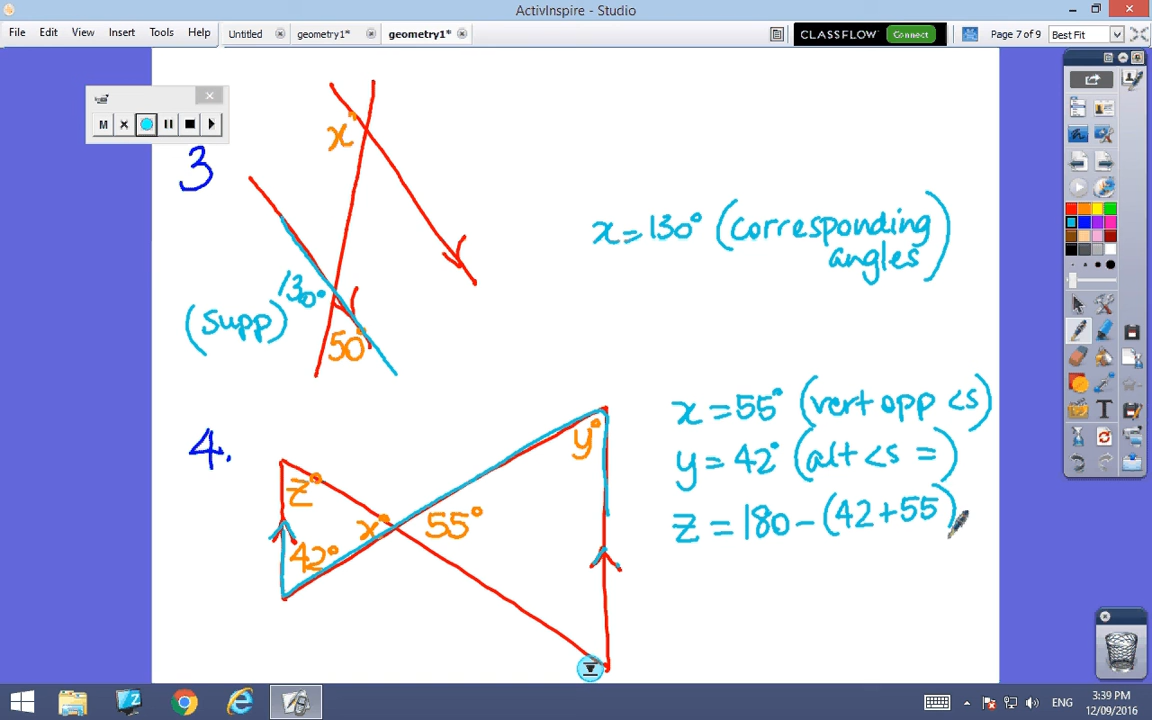 ActivInspire - Studio
File Edit View Insert Tools Help
Untitled geometry1* geometry1*
CLASSFLOW Connect
Page 7 of 9 Best Fit
M
3
x°
130°
(supp)
50°
x = 130° (corresponding
angles)
4.
z°
x°
42°
55°
y°
x = 55° (vert opp <s)
y = 42° (alt <s =)
z = 180 - (42 + 55)
T
ENG
3:39 PM
12/09/2016